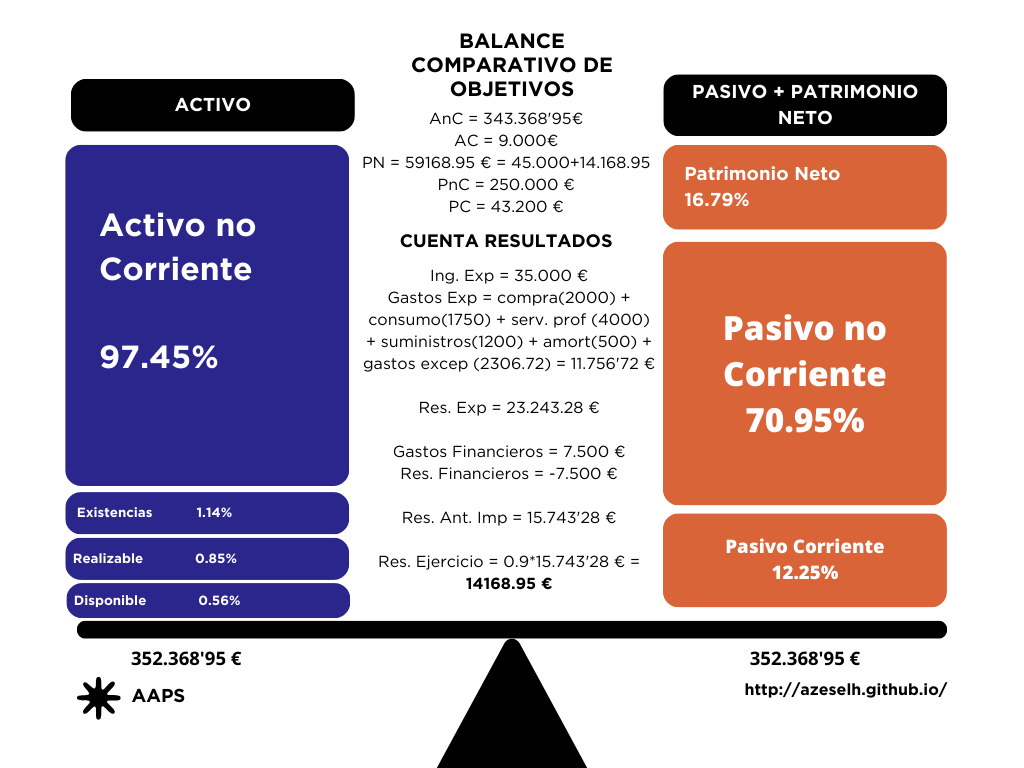 BALANCE
COMPARATIVO DE
OBJETIVOS
ACTIVO
PASIVO + PATRIMONIO
NETO
AnC = 343.368'95€
AC = 9.000€
PN = 59168.95 € = 45.000+14.168.95
PnC = 250.000 €
PC = 43.200 €
CUENTA RESULTADOS
Ing. Exp = 35.000 €
Gastos Exp = compra(2000) +
consumo(1750) + serv. prof (4000)
+ suministros(1200) + amort(500) +
gastos excep (2306.72) = 11.756'72 €
Res. Exp = 23.243.28 €
Gastos Financieros = 7.500 €
Res. Financieros = -7.500 €
Res. Ant. Imp = 15.743'28 €
Res. Ejercicio = 0.9*15.743'28 € =
14168.95 €
Activo no
Corriente
97.45%
Existencias 1.14%
Realizable 0.85%
Disponible 0.56%
Patrimonio Neto
16.79%
Pasivo no
Corriente
70.95%
Pasivo Corriente
12.25%
352.368'95 €
352.368'95 €
AAPS
http://azeselh.github.io/